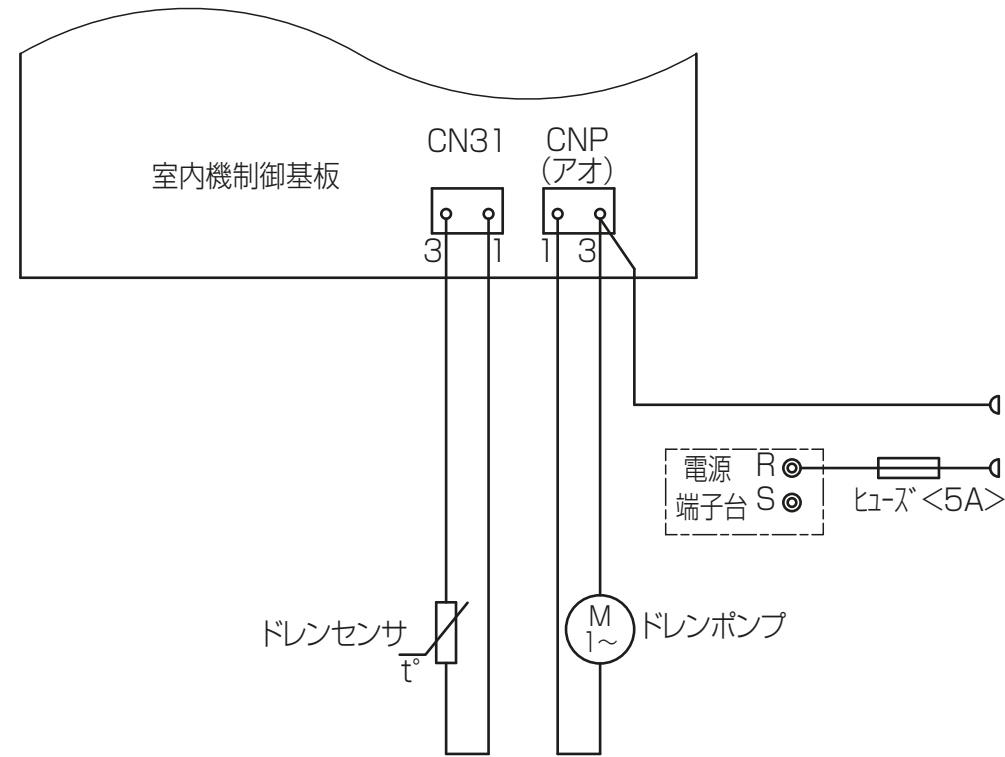 CN31
CNP
(アオ)
室内機制御基板
3
1
1
3
電源 R
端子台 S
ヒューズ<5A>
ドレンセンサ
t°
M
1~
ドレンポンプ